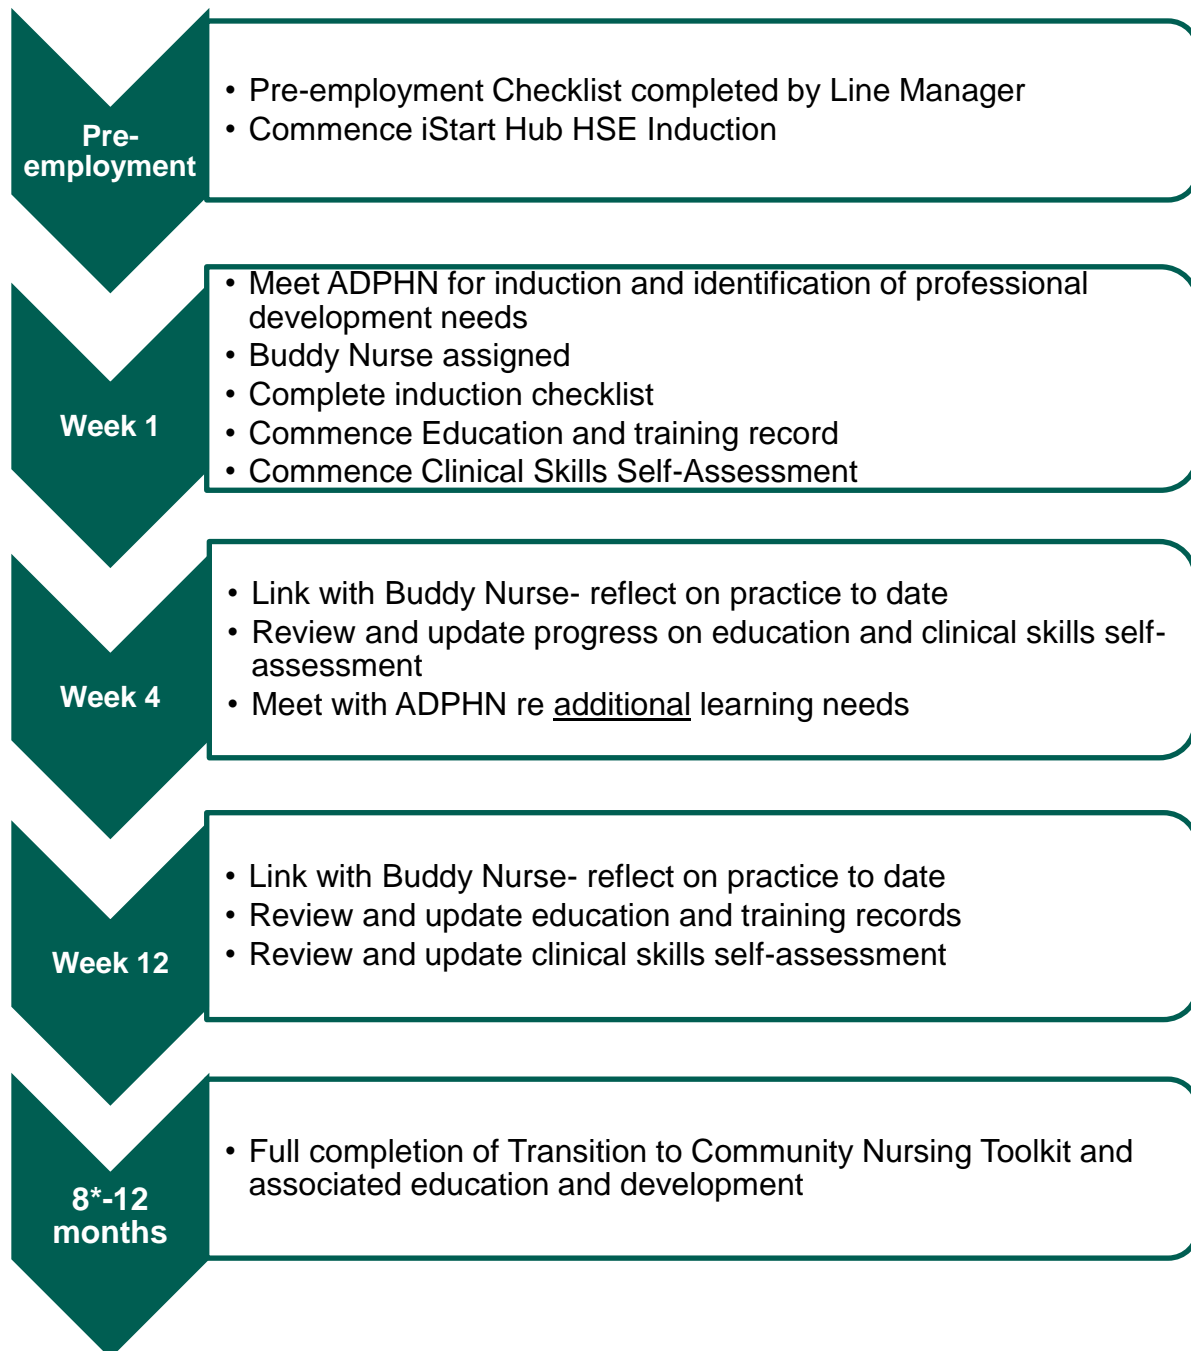 Pre-
employment
• Pre-employment Checklist completed by Line Manager
• Commence iStart Hub HSE Induction
Week 1
• Meet ADPHN for induction and identification of professional
development needs
• Buddy Nurse assigned
• Complete induction checklist
• Commence Education and training record
• Commence Clinical Skills Self-Assessment
Week 4
• Link with Buddy Nurse- reflect on practice to date
• Review and update progress on education and clinical skills self-
assessment
• Meet with ADPHN re additional learning needs
Week 12
• Link with Buddy Nurse- reflect on practice to date
• Review and update education and training records
• Review and update clinical skills self-assessment
8*-12
months
• Full completion of Transition to Community Nursing Toolkit and
associated education and development